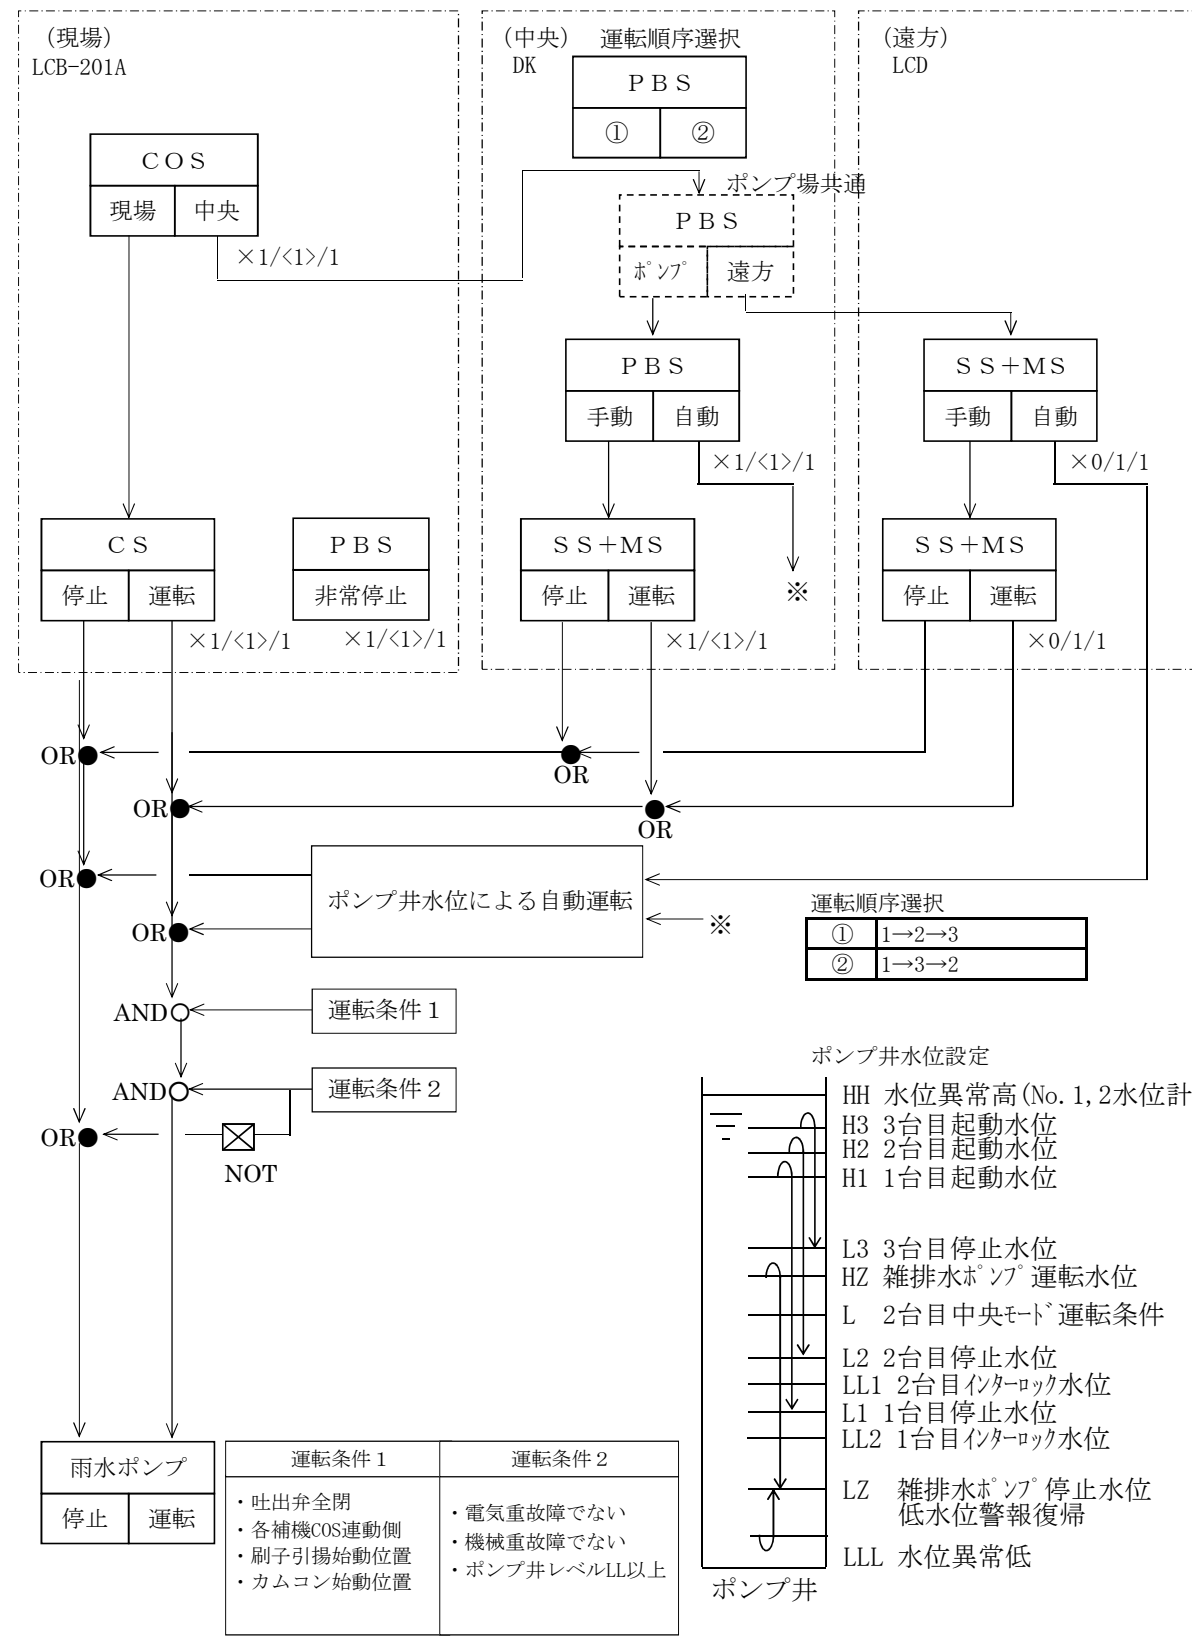 (現場)
LCB-201A
COS
現場 中央
×1/<1>/1
CS
停止 運転
×1/<1>/1
PBS
非常停止
×1/<1>/1
(中央)
DK
運転順序選択
PBS
① ②
ポンプ場共通
PBS
ﾎﾟﾝﾌﾟ 遠方
PBS
手動 自動
×1/<1>/1
※
SS+MS
停止 運転
×1/<1>/1
(遠方)
LCD
SS+MS
手動 自動
×0/1/1
SS+MS
停止 運転
×0/1/1
OR
OR
OR
OR
OR
ポンプ井水位による自動運転
※
OR
運転順序選択
① 1→2→3
② 1→3→2
AND
運転条件1
AND
運転条件2
OR
NOT
ポンプ井水位設定
HH 水位異常高(No.1,2水位計
H3 3台目起動水位
H2 2台目起動水位
H1 1台目起動水位
L3 3台目停止水位
HZ 雑排水ﾎﾟﾝﾌﾟ運転水位
L 2台目中央ﾓｰﾄﾞ運転条件
L2 2台目停止水位
LL1 2台目ｲﾝﾀｰﾛｯｸ水位
L1 1台目停止水位
LL2 1台目ｲﾝﾀｰﾛｯｸ水位
LZ 雑排水ﾎﾟﾝﾌﾟ停止水位
低水位警報復帰
LLL 水位異常低
ポンプ井
雨水ポンプ
停止 運転
運転条件1 運転条件2
・吐出弁全閉
・各補機COS連動側
・刷子引揚始動位置
・カムコン始動位置
・電気重故障でない
・機械重故障でない
・ポンプ井レベルLL以上